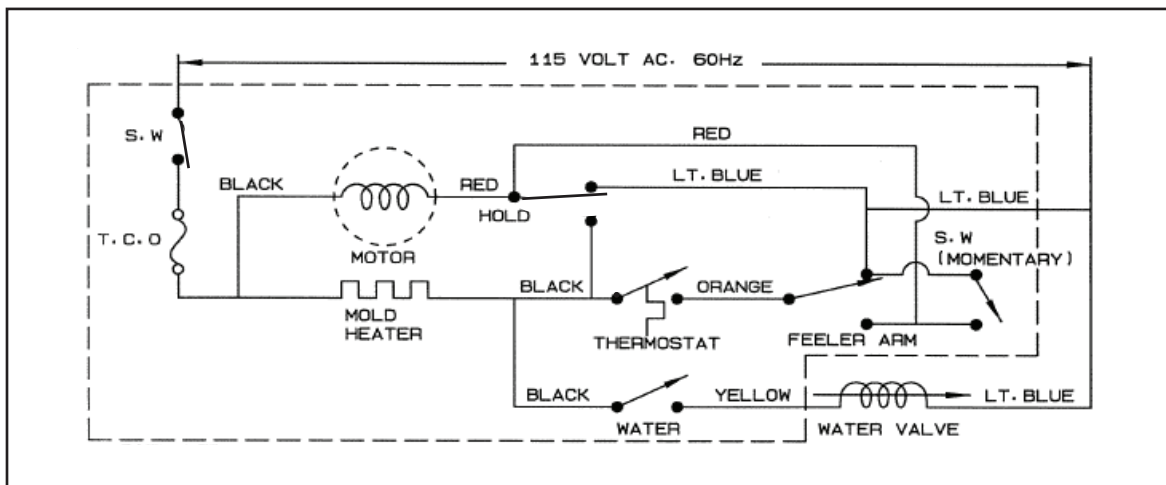 115 VOLT AC. 60Hz
S.W
RED
BLACK
RED
LT.BLUE
HOLD
LT.BLUE
T.C.O
MOTOR
S.W
(MOMENTARY)
BLACK
ORANGE
MOLD
HEATER
THERMOSTAT
FEELER ARM
BLACK
YELLOW
LT.BLUE
WATER
WATER VALVE